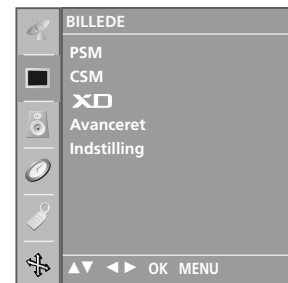 BILLEDE
PSM
CSM
XD
Avanceret
Indstilling
▲▼ ◄► OK MENU